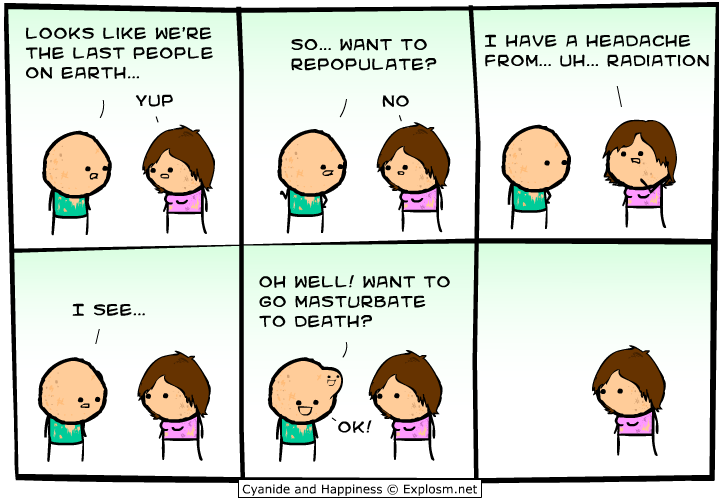 LOOKS LIKE WE'RE
THE LAST PEOPLE
ON EARTH...
YUP
SO... WANT TO
REPOPULATE?
NO
I HAVE A HEADACHE
FROM... UH... RADIATION
I SEE...
OH WELL! WANT TO
GO MASTURBATE
TO DEATH?
OK!
Cyanide and Happiness © Explosm.net